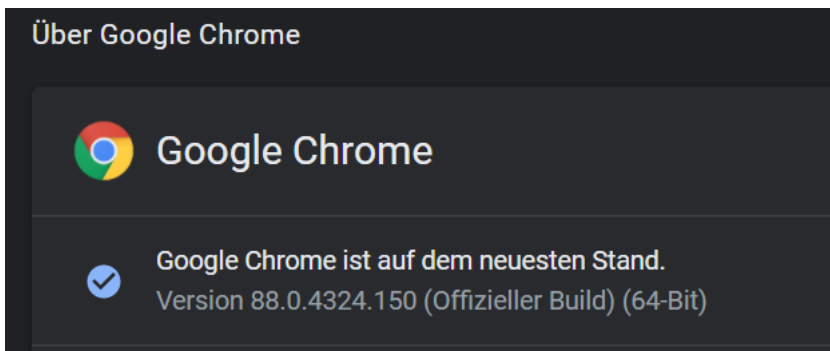 Über Google Chrome
Google Chrome
Google Chrome ist auf dem neuesten Stand.
Version 88.0.4324.150 (Offizieller Build) (64-Bit)